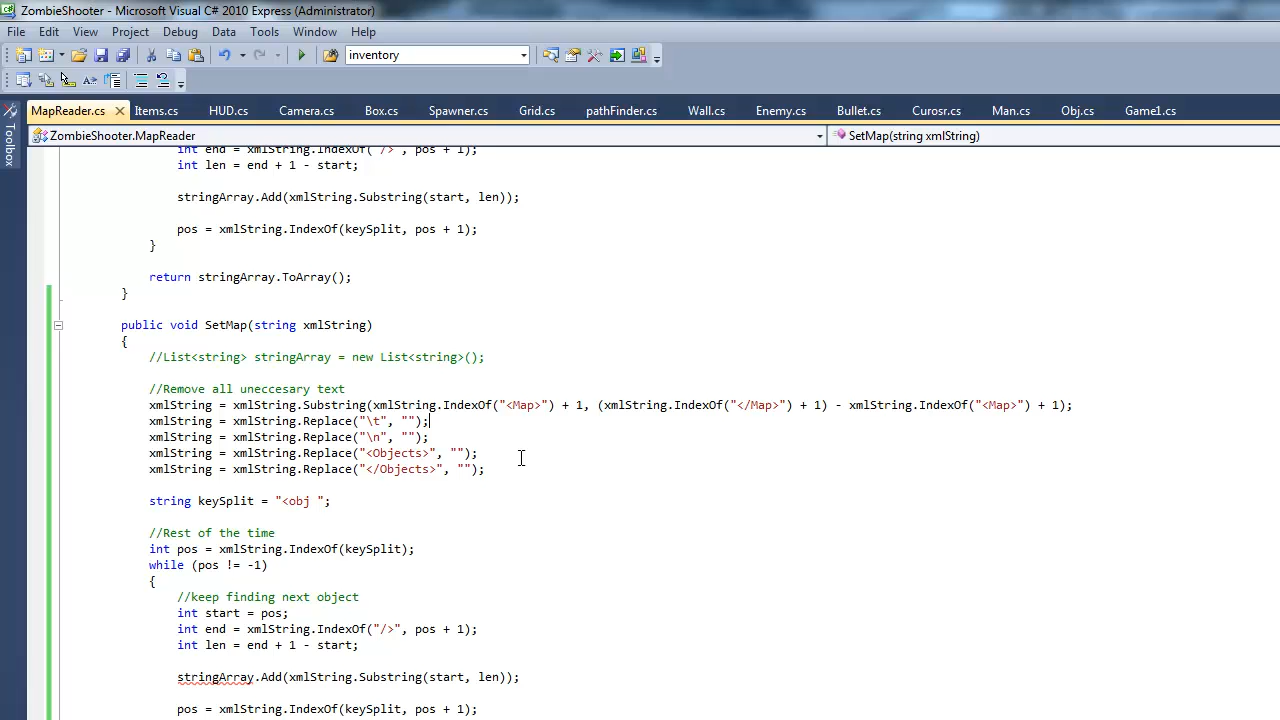 ZombieShooter - Microsoft Visual C# 2010 Express (Administrator)
File Edit View Project Debug Data Tools Window Help
inventory
MapReader.cs Items.cs HUD.cs Camera.cs Box.cs Spawner.cs Grid.cs pathFinder.cs Wall.cs Enemy.cs Bullet.cs Curosr.cs Man.cs Obj.cs Game1.cs
ZombieShooter.MapReader SetMap(string xmlString)
Toolbox
int end = xmlString.IndexOf("/>", pos + 1);
int len = end + 1 - start;
stringArray.Add(xmlString.Substring(start, len));
pos = xmlString.IndexOf(keySplit, pos + 1);
}
return stringArray.ToArray();
}
public void SetMap(string xmlString)
{
//List<string> stringArray = new List<string>();
//Remove all uneccesary text
xmlString = xmlString.Substring(xmlString.IndexOf("<Map>") + 1, (xmlString.IndexOf("</Map>") + 1) - xmlString.IndexOf("<Map>") + 1);
xmlString = xmlString.Replace("\t", "");
xmlString = xmlString.Replace("\n", "");
xmlString = xmlString.Replace("<Objects>", "");
xmlString = xmlString.Replace("</Objects>", "");
string keySplit = "<obj ";
//Rest of the time
int pos = xmlString.IndexOf(keySplit);
while (pos != -1)
{
//keep finding next object
int start = pos;
int end = xmlString.IndexOf("/>", pos + 1);
int len = end + 1 - start;
stringArray.Add(xmlString.Substring(start, len));
pos = xmlString.IndexOf(keySplit, pos + 1);